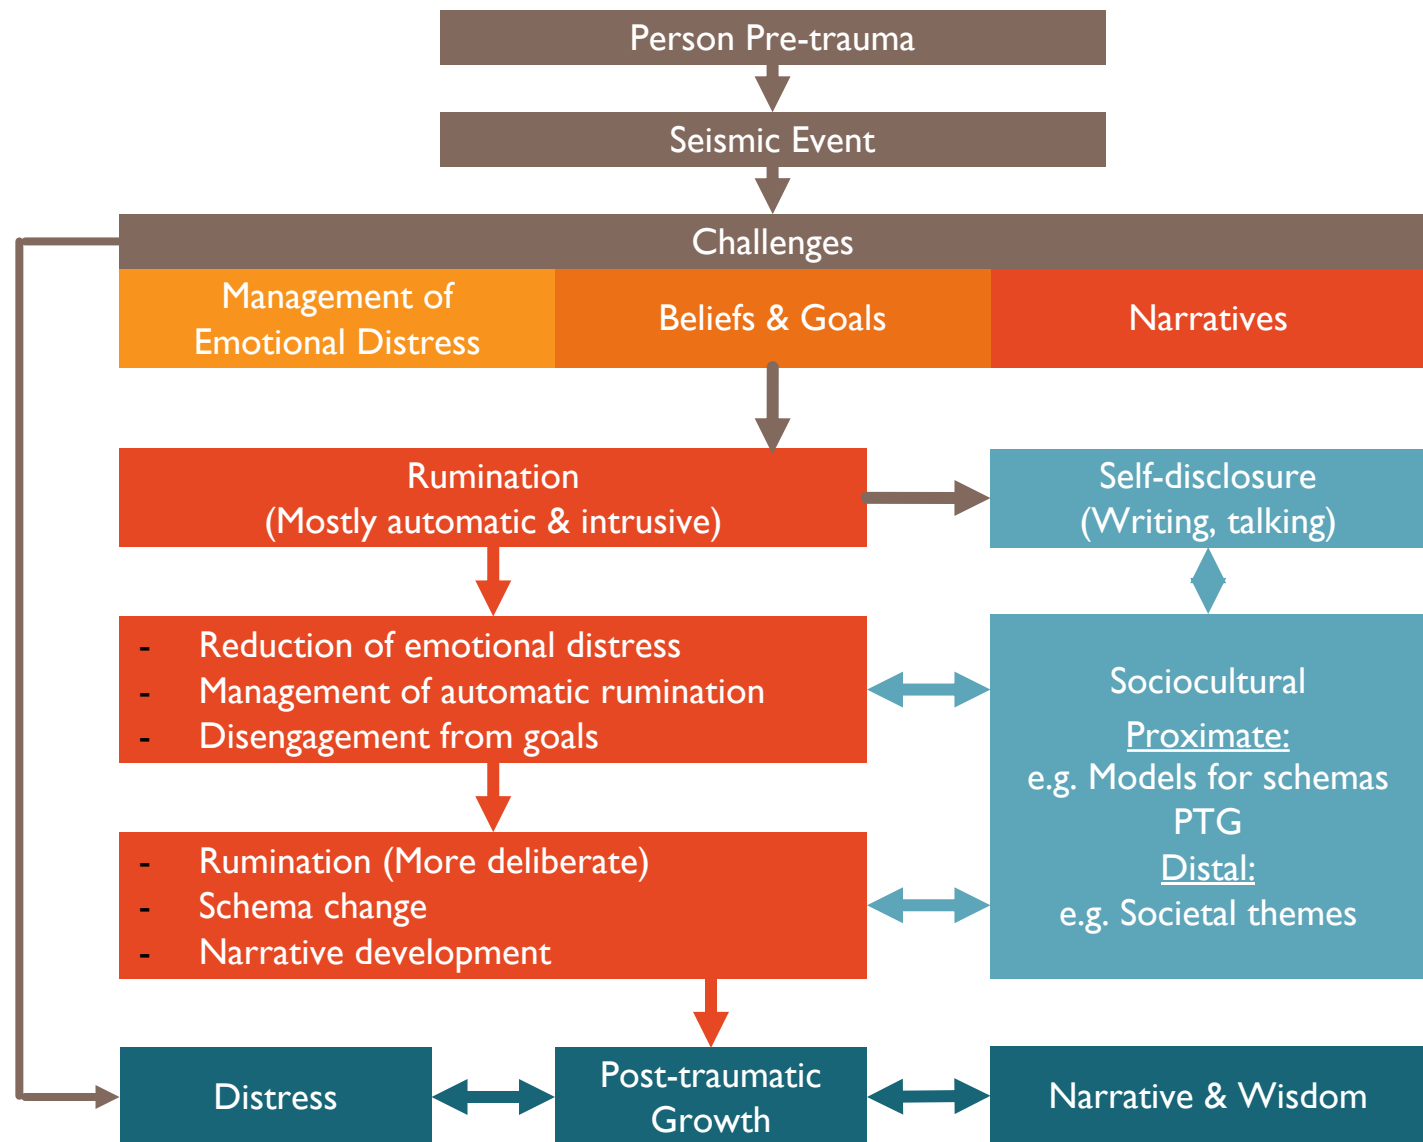 Person Pre-trauma
Seismic Event
Challenges
Management of
Emotional Distress
Beliefs & Goals
Narratives
Rumination
(Mostly automatic & intrusive)
Self-disclosure
(Writing, talking)
- Reduction of emotional distress
- Management of automatic rumination
- Disengagement from goals
Sociocultural
Proximate:
e.g. Models for schemas
PTG
Distal:
e.g. Societal themes
- Rumination (More deliberate)
- Schema change
- Narrative development
Distress
Post-traumatic
Growth
Narrative & Wisdom